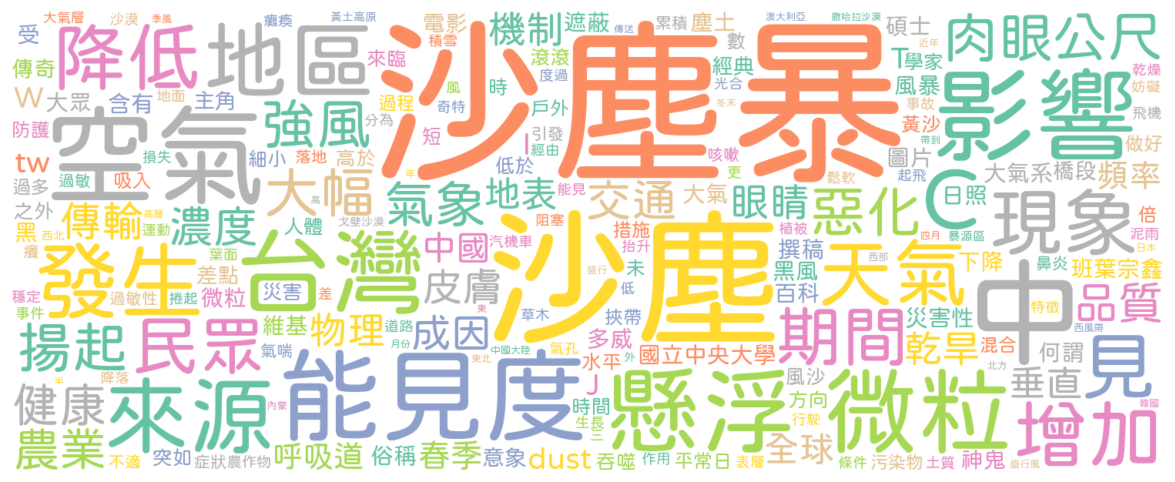 大氣層 沙漠 季風 癱瘓 黃土高原 電影 積雪 機制 傳送 遮蔽 累積 塵土 澳大利亞 撒哈拉沙漠 碩士 近年 肉眼公尺
受 降低 地區 來臨 滾滾 數 經典 T 學家 乾燥
傳奇 沙塵暴 度過 光合 風暴 影響 妨礙
W 大眾 含有 地面 主角 過程 風 奇特 時 戶外 冬末 事故 飛機
防護 空氣 強風 分為 短 I 引發 經由 黃沙 帶到 做好
tw 損失 細小 落地 高於 低於 咳嗽 更 圖片 起飛 大氣系 橋段 頻率
過多 過敏 吸入 大幅 年 氣象 地表 能見 交通 大氣 鬆軟 眼睛 惡化 C 日照 現象 倍
之外 傳輸 高層 濃度 高 戈壁沙漠 阻塞 措施 植被 暴源區 四月 泥雨
黑 西北 運動 人體 中國 汽機車 抬升 撰稿 日本
癢 葉面 台灣 沙塵 西部 天氣 下降 中 鼻炎 班葉宗鑫
發生 差點 皮膚 盛行 未 黑風
穩定 過敏性 捲起 微粒 災害 差 東 低 百科 特徵 品質
事件 維基 物理 道路 成因 草木 挾帶 期間 災害性 西風帶
揚起 民眾 氣喘 月份 中國大陸 東北 氣孔 多威 乾旱 混合 何謂 見
半 降落 能見度 水平 外 國立中央大學 北方
健康 來源 內蒙 J 懸浮 風沙 微粒 垂直 韓國
時間 方向 增加
農業 生長 三 行駛
不適 突如 症狀 農作物 呼吸道 俗稱 春季 意象 dust 吞噬 作用 平常日 表層 全球 條件 污染物 土質 神鬼 盛行風